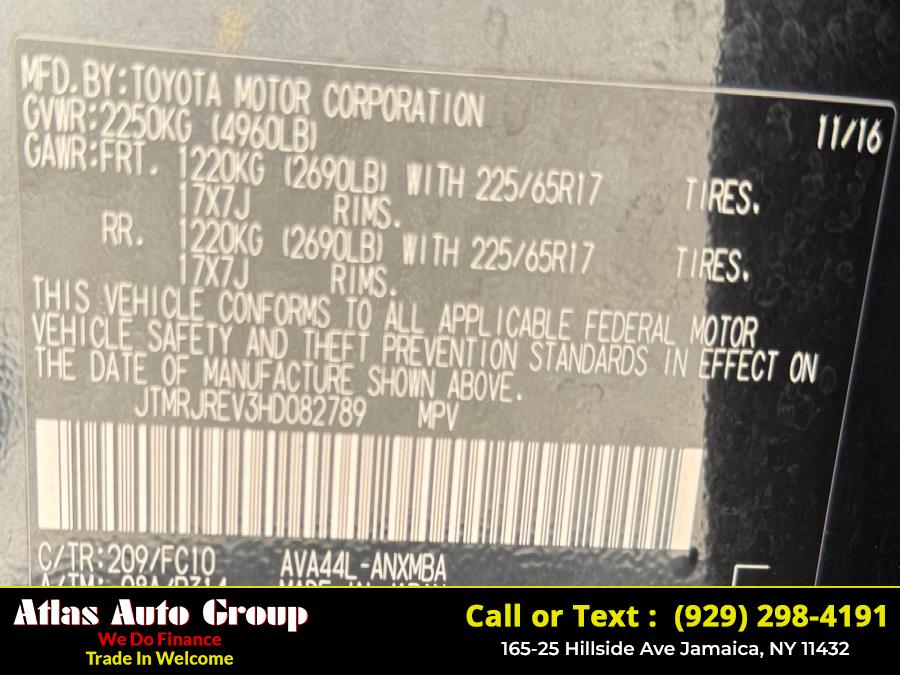 MFD.BY:TOYOTA MOTOR CORPORATION 11/16
GVWR:2250KG (4960LB)
GAWR:FRT. 1220KG (2690LB) WITH 225/65R17 TIRES.
17X7J RIMS.
RR. 1220KG (2690LB) WITH 225/65R17 TIRES.
17X7J RIMS.
THIS VEHICLE CONFORMS TO ALL APPLICABLE FEDERAL MOTOR
VEHICLE SAFETY AND THEFT PREVENTION STANDARDS IN EFFECT ON
THE DATE OF MANUFACTURE SHOWN ABOVE.
JTMRJREV3HD082789 MPV
C/TR:209/FC10 AVA44L-ANXMBA
Atlas Auto Group
We Do FInance
Trade In Welcome
Call or Text : (929) 298-4191
165-25 Hillside Ave Jamaica, NY 11432